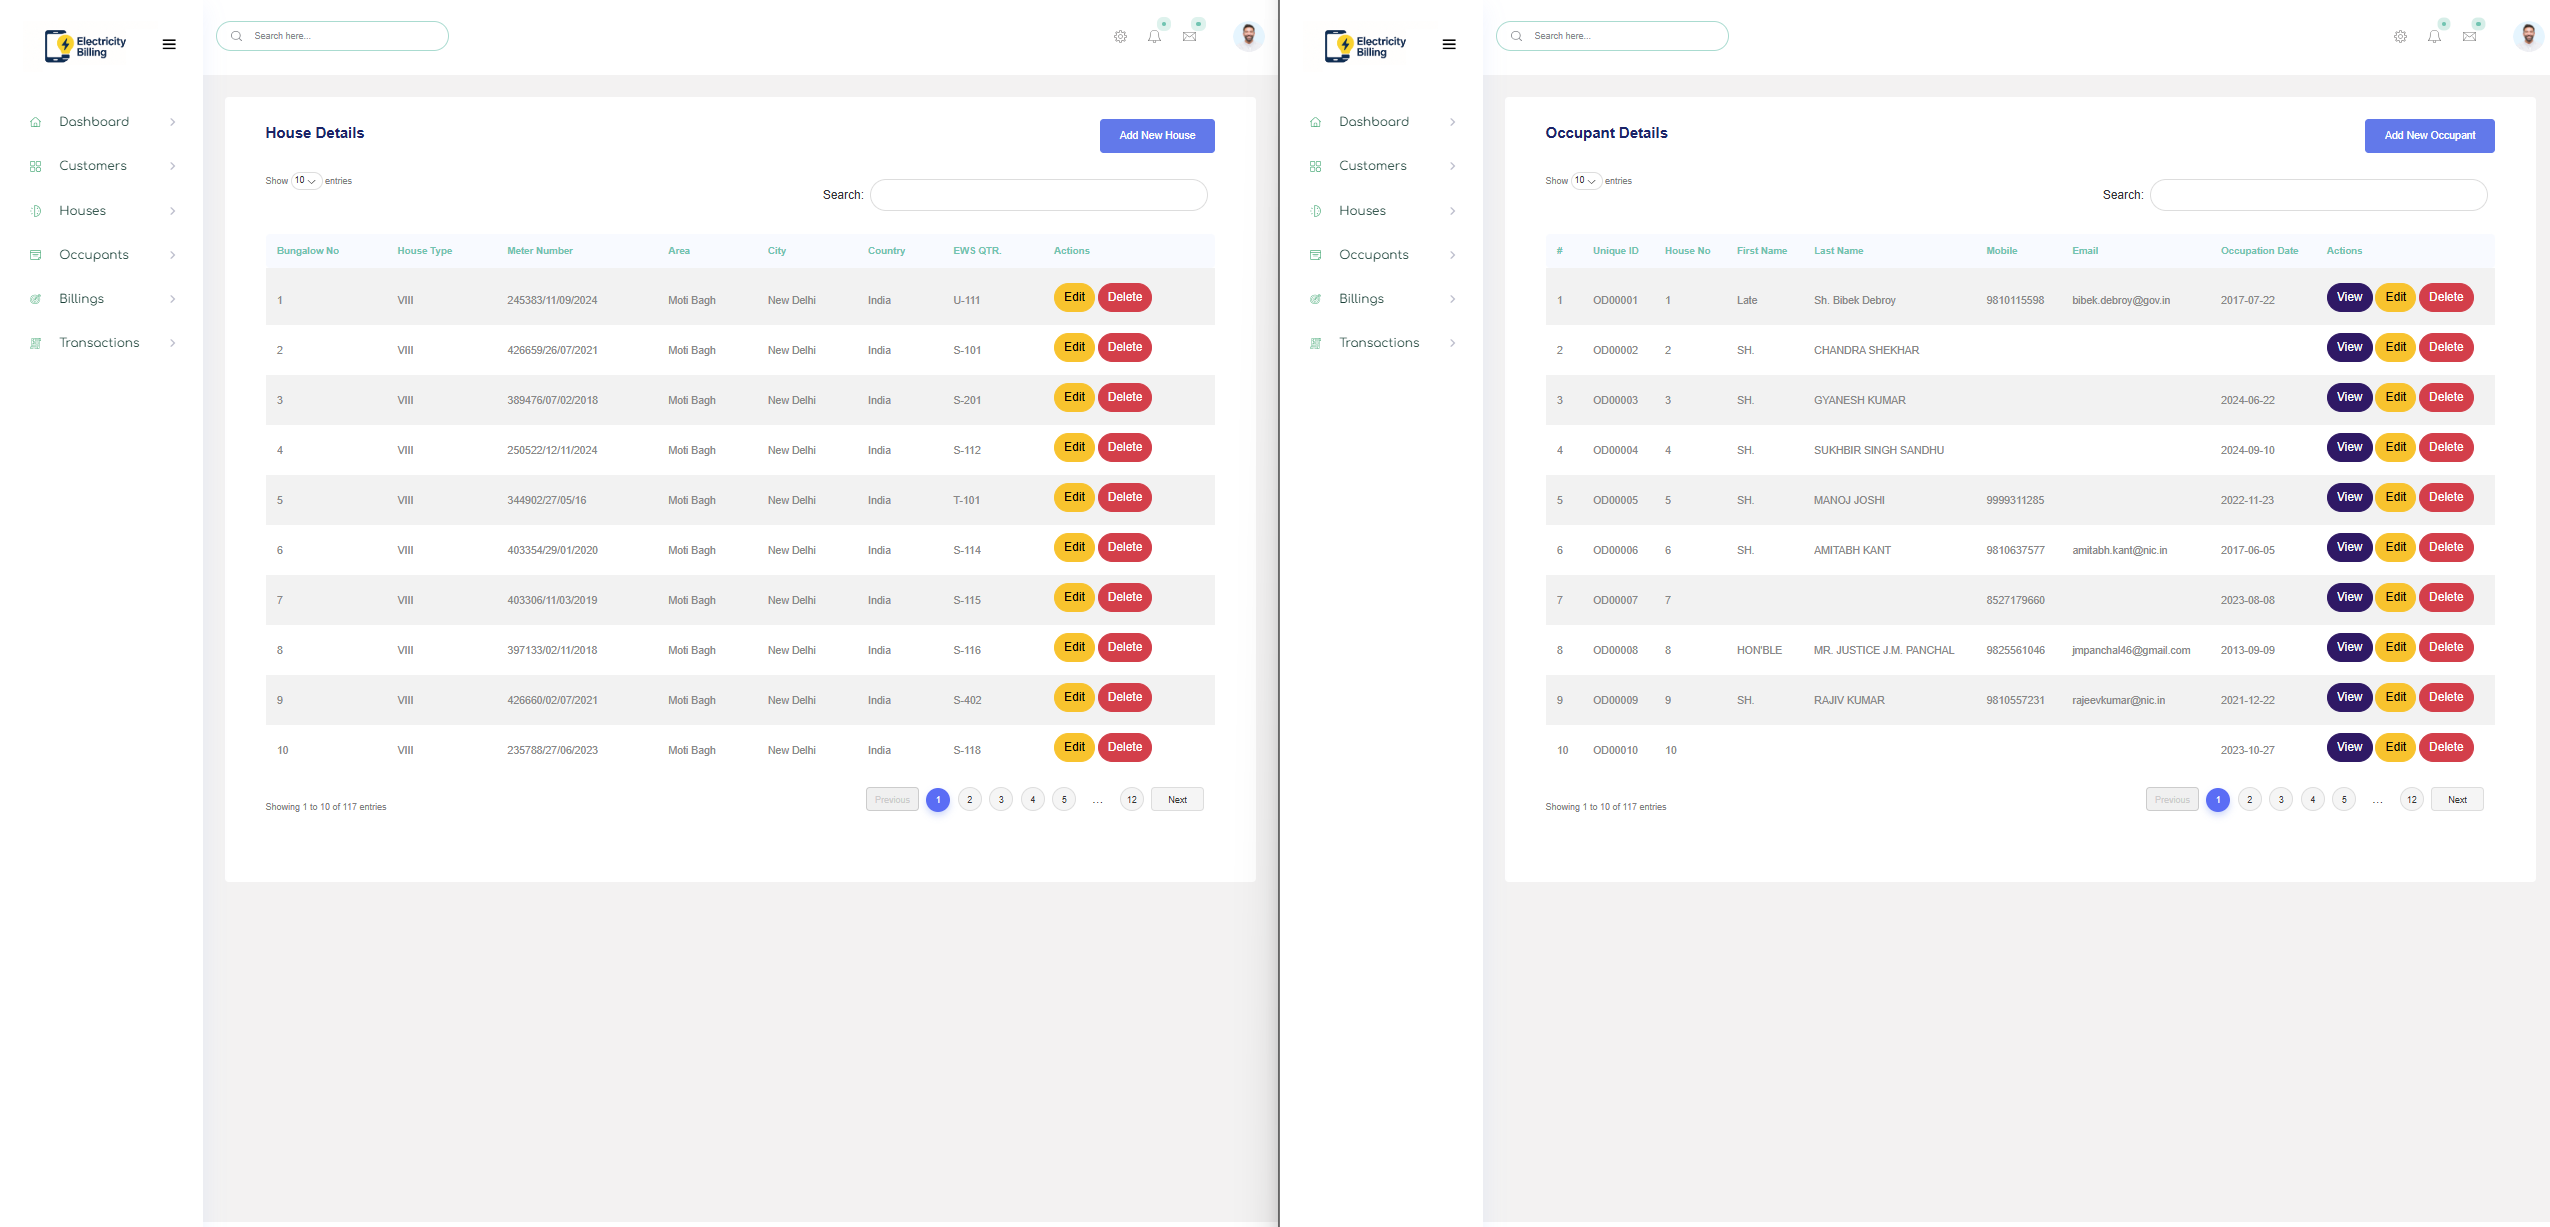 Electricity
Billing
Search here...
Dashboard
Customers
Houses
Occupants
Billings
Transactions
House Details
Add New House
Show 10 entries
Search:
Bungalow No House Type Meter Number Area City Country EWS QTR. Actions
1 VIII 245383/11/09/2024 Moti Bagh New Delhi India U-111 Edit Delete
2 VIII 426659/26/07/2021 Moti Bagh New Delhi India S-101 Edit Delete
3 VIII 389476/07/02/2018 Moti Bagh New Delhi India S-201 Edit Delete
4 VIII 250522/12/11/2024 Moti Bagh New Delhi India S-112 Edit Delete
5 VIII 344902/27/05/16 Moti Bagh New Delhi India T-101 Edit Delete
6 VIII 403354/29/01/2020 Moti Bagh New Delhi India S-114 Edit Delete
7 VIII 403306/11/03/2019 Moti Bagh New Delhi India S-115 Edit Delete
8 VIII 397133/02/11/2018 Moti Bagh New Delhi India S-116 Edit Delete
9 VIII 426660/02/07/2021 Moti Bagh New Delhi India S-402 Edit Delete
10 VIII 235788/27/06/2023 Moti Bagh New Delhi India S-118 Edit Delete
Showing 1 to 10 of 117 entries
Previous 1 2 3 4 5 ... 12 Next
Electricity
Billing
Search here...
Dashboard
Customers
Houses
Occupants
Billings
Transactions
Occupant Details
Add New Occupant
Show 10 entries
Search:
# Unique ID House No First Name Last Name Mobile Email Occupation Date Actions
1 OD00001 1 Late Sh. Bibek Debroy 9810115598 bibek.debroy@gov.in 2017-07-22 View Edit Delete
2 OD00002 2 SH. CHANDRA SHEKHAR View Edit Delete
3 OD00003 3 SH. GYANESH KUMAR 2024-06-22 View Edit Delete
4 OD00004 4 SH. SUKHBIR SINGH SANDHU 2024-09-10 View Edit Delete
5 OD00005 5 SH. MANOJ JOSHI 9999311285 2022-11-23 View Edit Delete
6 OD00006 6 SH. AMITABH KANT 9810637577 amitabh.kant@nic.in 2017-06-05 View Edit Delete
7 OD00007 7 8527179660 2023-08-08 View Edit Delete
8 OD00008 8 HON'BLE MR. JUSTICE J.M. PANCHAL 9825561046 jmpanchal46@gmail.com 2013-09-09 View Edit Delete
9 OD00009 9 SH. RAJIV KUMAR 9810557231 rajeevkumar@nic.in 2021-12-22 View Edit Delete
10 OD00010 10 2023-10-27 View Edit Delete
Showing 1 to 10 of 117 entries
Previous 1 2 3 4 5 ... 12 Next